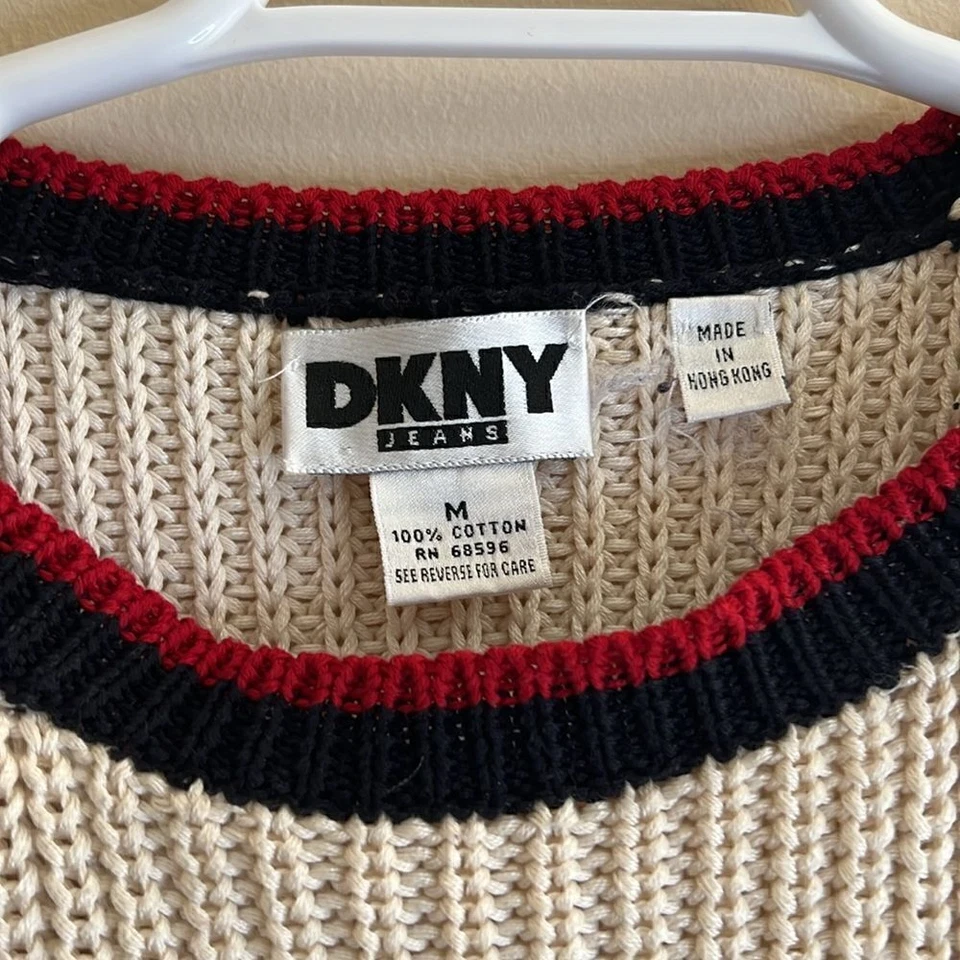 DKNY
JEANS
M
100% COTTON
RN 68596
SEE REVERSE FOR CARE
MADE
IN
HONG KONG